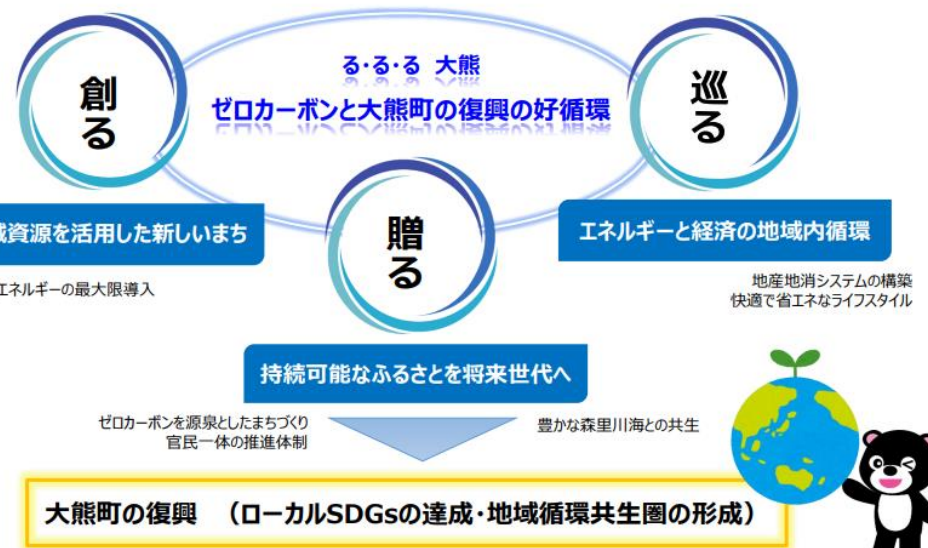 る・る・る 大熊
ゼロカーボンと大熊町の復興の好循環
創る
巡る
贈る
域資源を活用した新しいまち
エネルギーの最大限導入
エネルギーと経済の地域内循環
地産地消システムの構築
快適で省エネなライフスタイル
持続可能なふるさとを将来世代へ
ゼロカーボンを源泉としたまちづくり
官民一体の推進体制
豊かな森里川海との共生
大熊町の復興 （ローカルSDGsの達成・地域循環共生圏の形成）